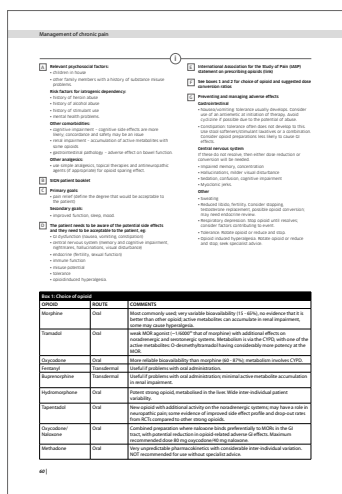 Management of chronic pain
i
A Relevant psychosocial factors:
• children in house
• other family members with a history of substance misuse
problems.
Risk factors for iatrogenic dependency:
• history of heroin abuse
• history of alcohol abuse
• history of stimulant use
• mental health problems
Other comorbidities:
• cognitive impairment - cognitive side effects are more
likely; concordance and safety may be an issue
• renal impairment - accumulation of active metabolites with
some opioids
• gastrointestinal pathology - adverse effect on bowel function.
Other analgesics:
• use simple analgesics, topical therapies and antineuropathic
agents (if appropriate) for opioid sparing effect
B SIGN patient booklet
C Primary goals:
• pain relief (define the degree that would be acceptable to
the patient)
Secondary goals:
• improved function, sleep, mood.
D The patient needs to be aware of the potential side effects
and they need to be acceptable to the patient, eg:
• GI dysfunction (nausea, vomiting, constipation)
• central nervous system (memory and cognitive impairment,
nightmares, hallucinations, visual disturbance)
• endocrine (fertility, sexual function)
• immune function
• misuse potential
• tolerance
• opioid-induced hyperalgesia.
E International Association for the Study of Pain (IASP)
statement on prescribing opioids (link)
F See boxes 1 and 2 for choice of opioid and suggested dose
conversion ratios
G Preventing and managing adverse effects
Gastrointestinal
• Nausea/vomiting: tolerance usually develops. Consider
use of an antiemetic at initiation of therapy. Avoid
cyclizine if possible due to the potential of abuse.
• Constipation: tolerance often does not develop to this.
Use stool softeners/stimulant laxatives or a combination.
Consider opioid preparations less likely to cause GI
effects.
Central nervous system
If these do not resolve, then either dose reduction or
conversion will be needed.
• Impaired memory, concentration
• Hallucinations, milder visual disturbance
• Sedation, confusion, cognitive impairment
• Myoclonic jerks.
Other
• Sweating
• Reduced libido, fertility. Consider stopping,
testosterone replacement; possible opioid conversion;
may need endocrine review.
• Respiratory depression: Stop opioid until resolved,
consider factors contributing to event.
• Tolerance: Rotate opioid or reduce and stop
• Opioid induced hyperalgesia: Rotate opioid or reduce
and stop, seek specialist advice.
Box 1: Choice of opioid
OPIOID ROUTE COMMENTS
Morphine Oral Most commonly used; very variable bioavailability (15 - 65%), no evidence that it is
better than other opioid; active metabolites can accumulate in renal impairment,
some may cause hyperalgesia.
Tramadol Oral weak MOR agonist (~1/6000th that of morphine) with additional effects on
noradrenergic and serotonergic systems. Metabolism is via the CYPD, with one of the
active metabolites: O-desmethyltramadol having considerably more potency at the
MOR.
Oxycodone Oral More reliable bioavailability than morphine (60 - 87%); metabolism involves CYPD.
Fentanyl Transdermal Useful if problems with oral administration.
Buprenorphine Transdermal Useful if problems with oral administration; minimal active metabolite accumulation
in renal impairment.
Hydromorphone Oral Potent strong opioid, metabolised in the liver. Wide inter-individual patient
variability.
Tapentadol Oral New opioid with additional activity on the noradrenergic systems; may have a role in
neuropathic pain; some evidence of improved side effect profile and drop-out rates
from RCTs compared to other strong opioids.
Oxycodone/ Oral Combined preparation where naloxone binds preferentially to MORs in the GI
Naloxone tract, with potential reduction in opioid-related adverse GI effects. Maximum
recommended dose 80 mg oxycodone/40 mg naloxone.
Methadone Oral Very unpredictable pharmacokinetics with considerable inter-individual variation.
NOT recommended for use without specialist advice.
60 |